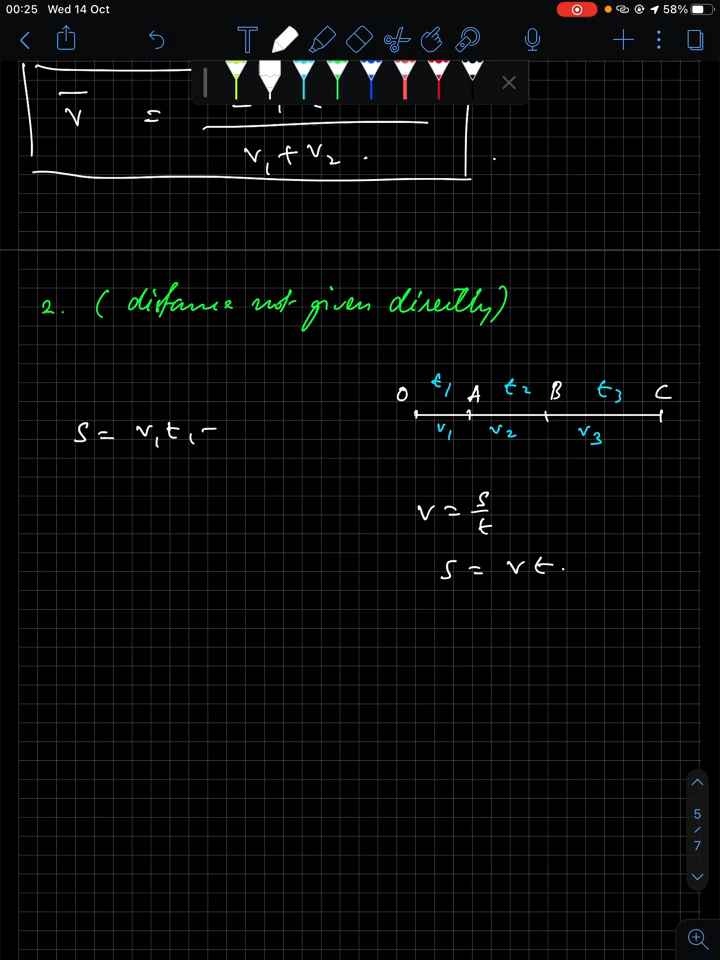 00:25 Wed 14 Oct 58%
T
v̅ =
v₁ + v₂ .
2. ( distance not given directly)
O t₁ A t₂ B t₃ C
v₁ v₂ v₃
S = v₁t₁ -
v = s/t
s = vt.
5
/
7